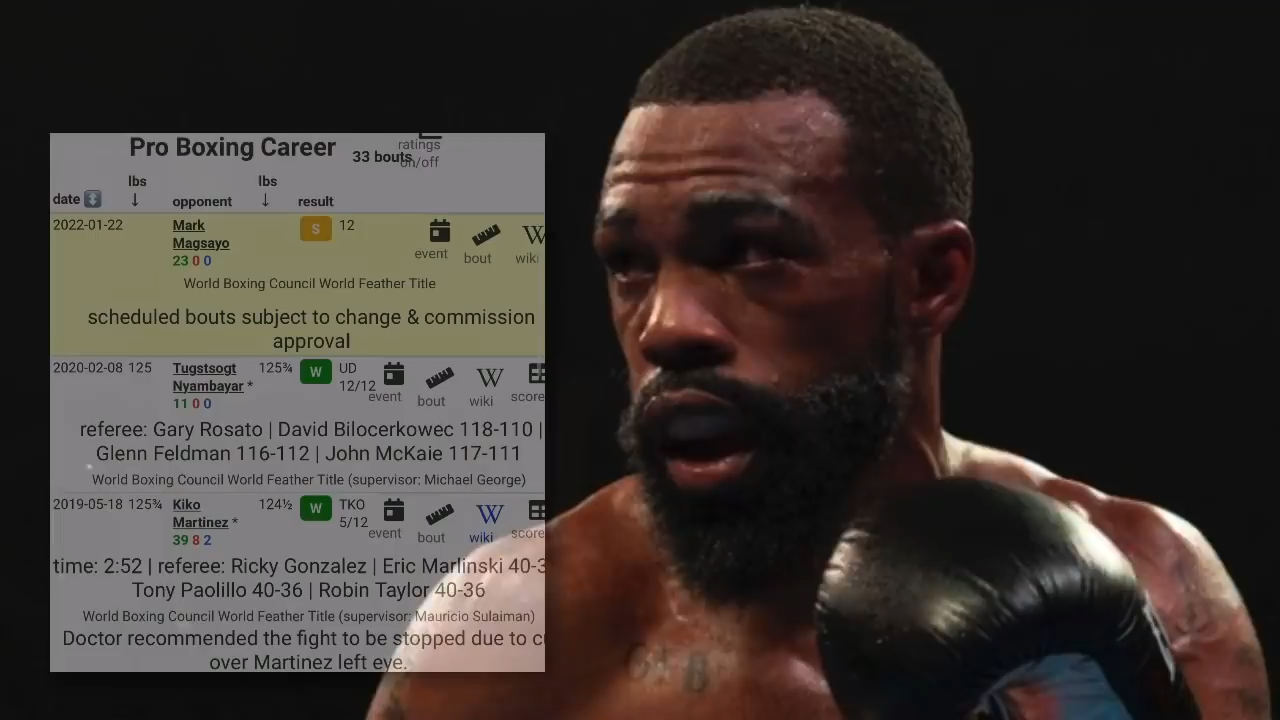 Pro Boxing Career 33 bouts ratings on/off
lbs lbs
date ↓ opponent ↓ result
2022-01-22 Mark Magsayo S 12
23 0 0
event bout wiki
World Boxing Council World Feather Title
scheduled bouts subject to change & commission
approval
2020-02-08 125 Tugstsogt Nyambayar * 125¾ W UD 12/12
11 0 0
event bout wiki score
referee: Gary Rosato | David Bilocerkowec 118-110 |
Glenn Feldman 116-112 | John McKaie 117-111
World Boxing Council World Feather Title (supervisor: Michael George)
2019-05-18 125¾ Kiko Martinez * 124½ W TKO 5/12
39 8 2
event bout wiki score
time: 2:52 | referee: Ricky Gonzalez | Eric Marlinski 40-3
Tony Paolillo 40-36 | Robin Taylor 40-36
World Boxing Council World Feather Title (supervisor: Mauricio Sulaiman)
Doctor recommended the fight to be stopped due to
over Martinez left eye.